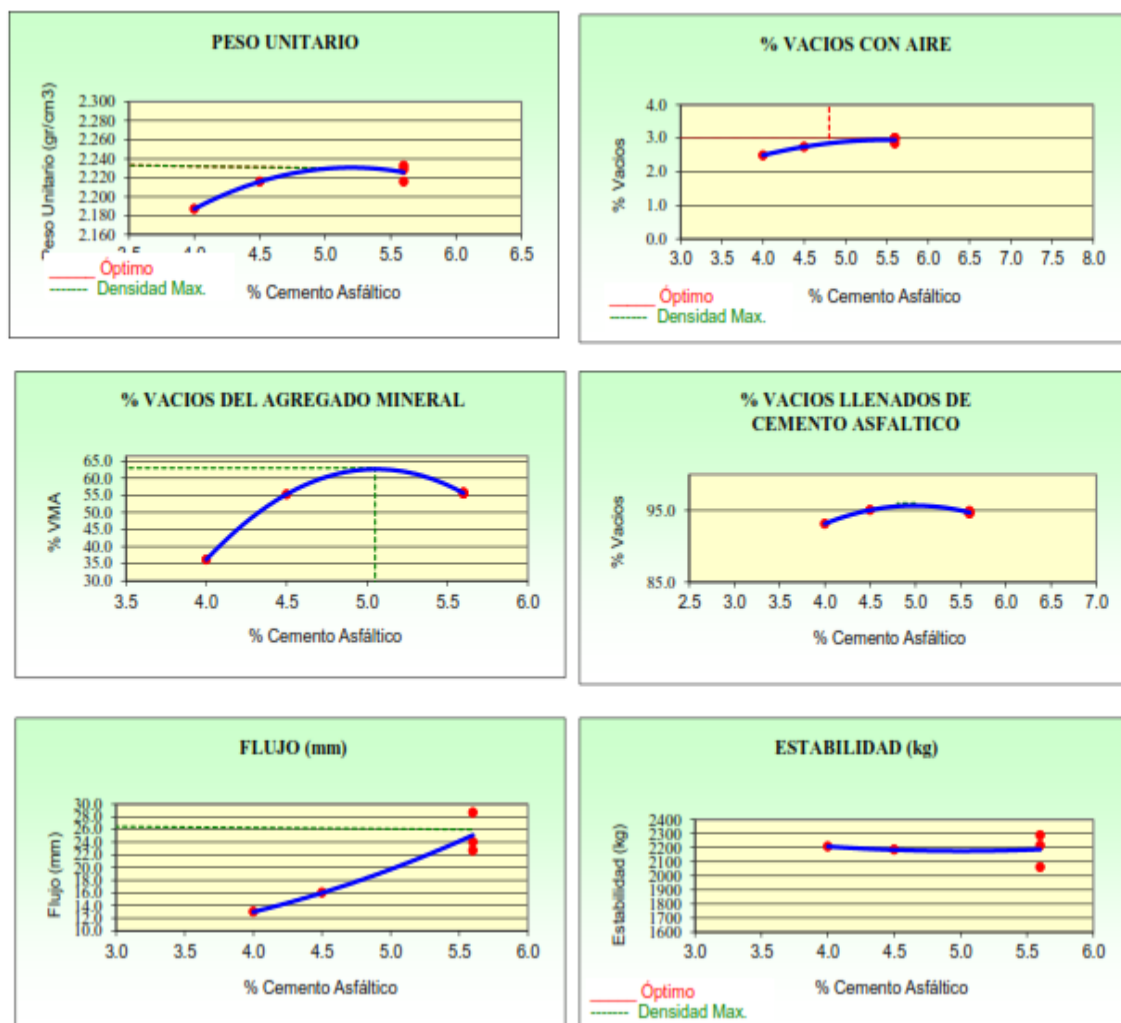 PESO UNITARIO
Peso Unitario (gr/cm3)
2.300
2.280
2.260
2.240
2.220
2.200
2.180
2.160
4.0 4.5 5.0 5.5 6.0 6.5
______ Óptimo
------- Densidad Max.
% Cemento Asfáltico
% VACIOS CON AIRE
% Vacios
4.0
3.0
2.0
1.0
0.0
3.0 3.5 4.0 4.5 5.0 5.5 6.0 6.5 7.0 7.5 8.0
______ Óptimo
------- Densidad Max.
% Cemento Asfáltico
% VACIOS DEL AGREGADO MINERAL
% VMA
65.0
60.0
55.0
50.0
45.0
40.0
35.0
30.0
3.5 4.0 4.5 5.0 5.5 6.0
% Cemento Asfáltico
% VACIOS LLENADOS DE
CEMENTO ASFALTICO
% Vacios
95.0
85.0
2.5 3.0 3.5 4.0 4.5 5.0 5.5 6.0 6.5 7.0
% Cemento Asfáltico
FLUJO (mm)
Flujo (mm)
30.0
28.0
26.0
24.0
22.0
20.0
18.0
16.0
14.0
12.0
10.0
3.0 3.5 4.0 4.5 5.0 5.5 6.0
% Cemento Asfáltico
ESTABILIDAD (kg)
Estabilidad (kg)
2400
2300
2200
2100
2000
1900
1800
1700
1600
3.0 3.5 4.0 4.5 5.0 5.5 6.0
______ Óptimo
------- Densidad Max.
% Cemento Asfáltico